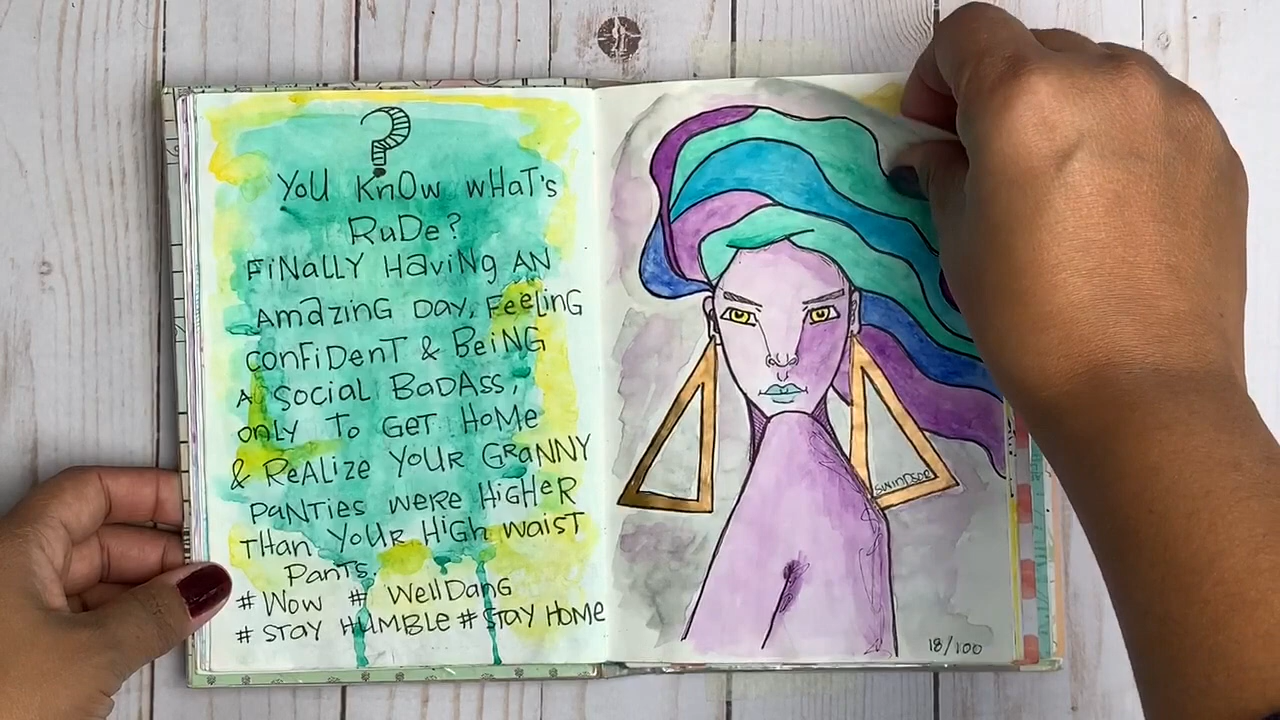 ?
YOU KnOW WHaT'S
RuDe?
FiNaLLY HaviNg AN
AmaziNG DaY, FeeLiNG
CONFiDeNT & BeiNG
A SOCiaL BaDAss,
ONLY TO GeT HOMe
& ReaLiZe YOUR GRaNNY
PaNTies weRe HiGHeR
THaN YOUR HiGH waiST
PaNTs.
# WOW # WeLLDaNG
# STaY HUMBLe # STaY HOMe
SWINDSOR
18/100